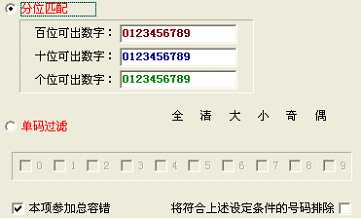 分位匹配
百位可出数字： 0123456789
十位可出数字： 0123456789
个位可出数字： 0123456789
全 清 大 小 奇 偶
单码过滤
0 1 2 3 4 5 6 7 8 9
本项参加总容错 将符合上述设定条件的号码排除